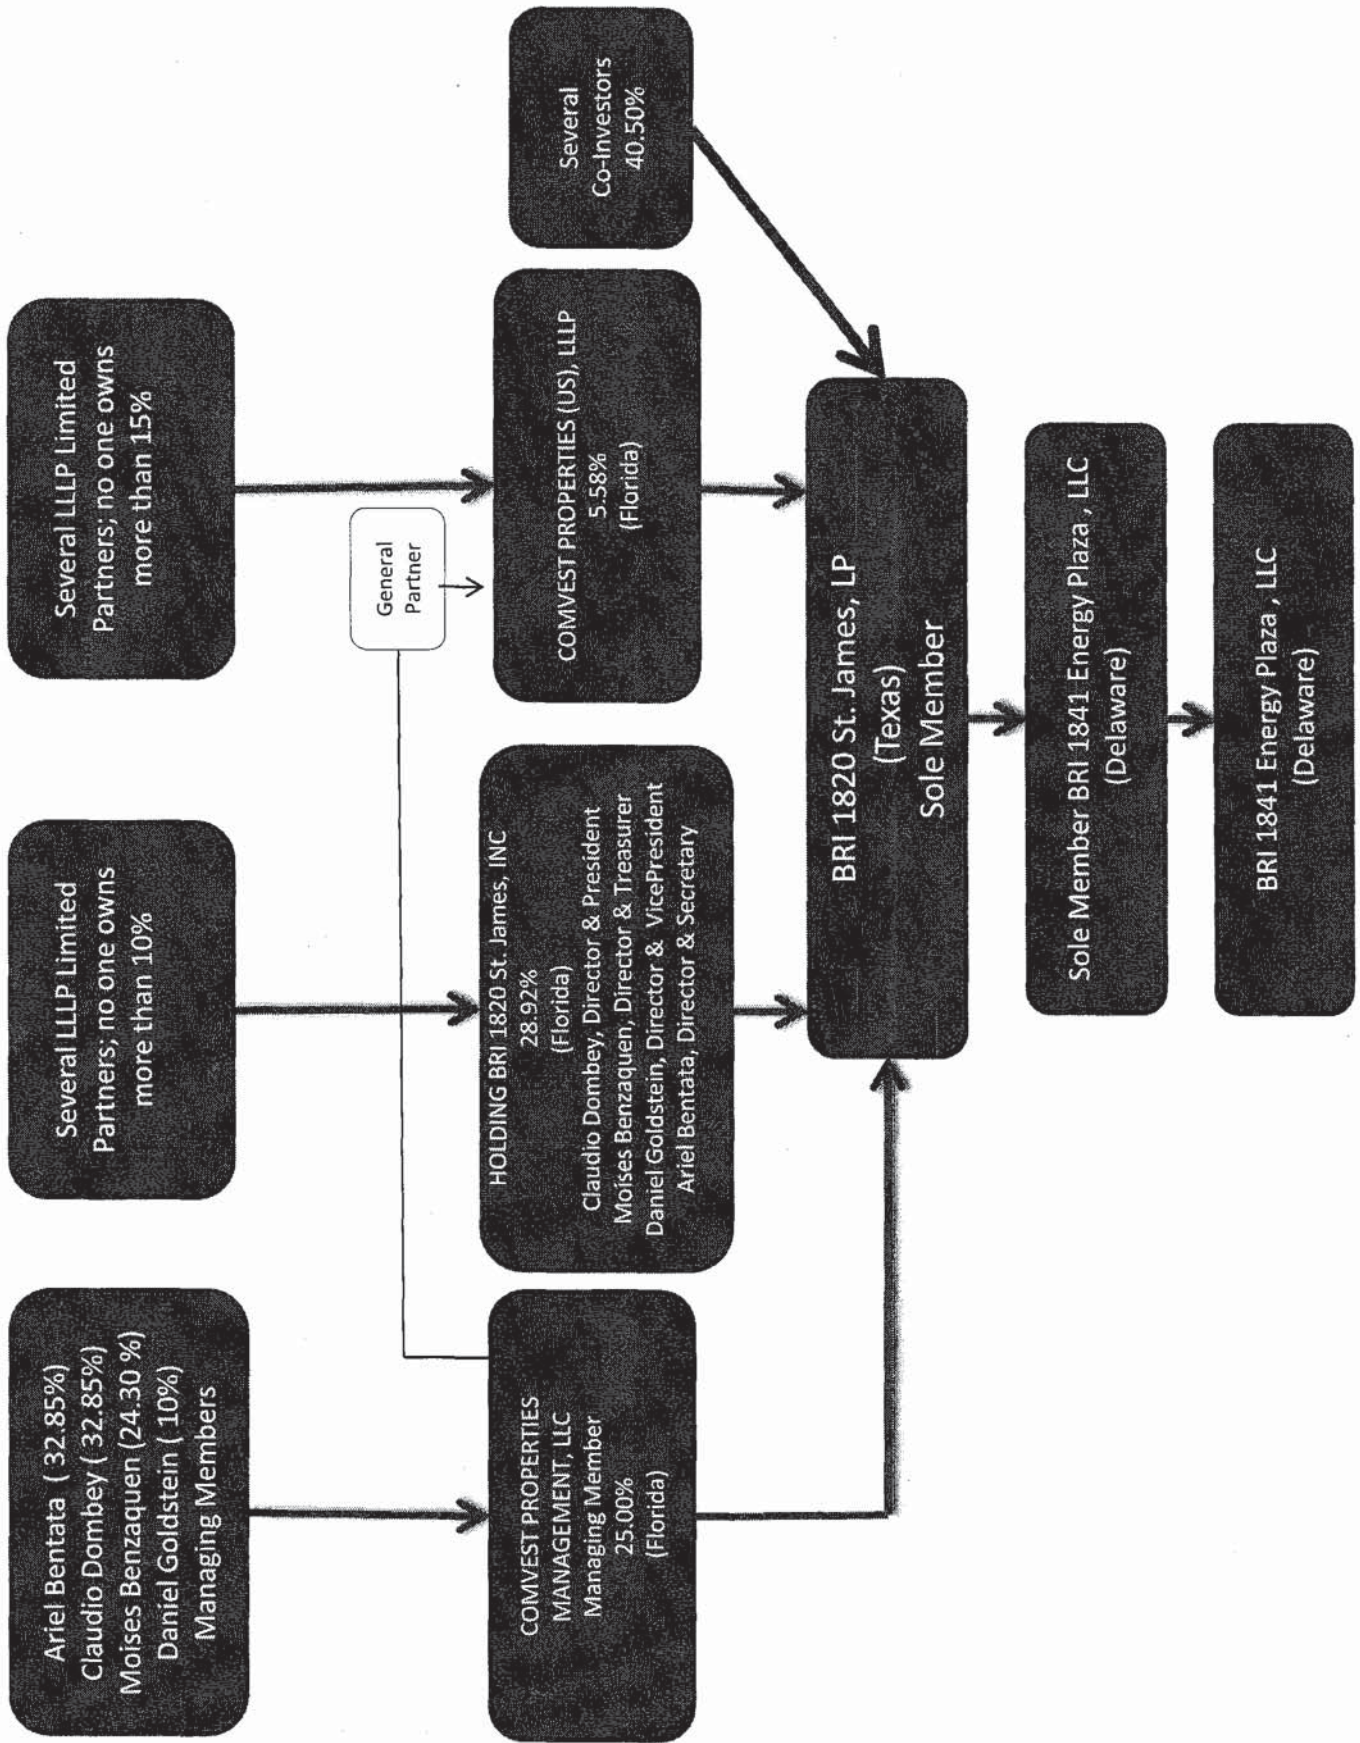 Ariel Bentata ( 32.85%)
Claudio Dombey ( 32.85%)
Moises Benzaquen (24.30 %)
Daniel Goldstein ( 10%)
Managing Members
Several LLLP Limited
Partners; no one owns
more than 10%
Several LLLP Limited
Partners; no one owns
more than 15%
General
Partner
COMVEST PROPERTIES
MANAGEMENT, LLC
Managing Member
25.00%
(Florida)
HOLDING BRI 1820 St. James, INC
28.92%
(Florida)
Claudio Dombey, Director & President
Moises Benzaquen, Director & Treasurer
Daniel Goldstein, Director & VicePresident
Ariel Bentata, Director & Secretary
COMVEST PROPERTIES (US), LLLP
5.58%
(Florida)
Several
Co-Investors
40.50%
BRI 1820 St. James, LP
(Texas)
Sole Member
Sole Member BRI 1841 Energy Plaza , LLC
(Delaware)
BRI 1841 Energy Plaza , LLC
(Delaware)